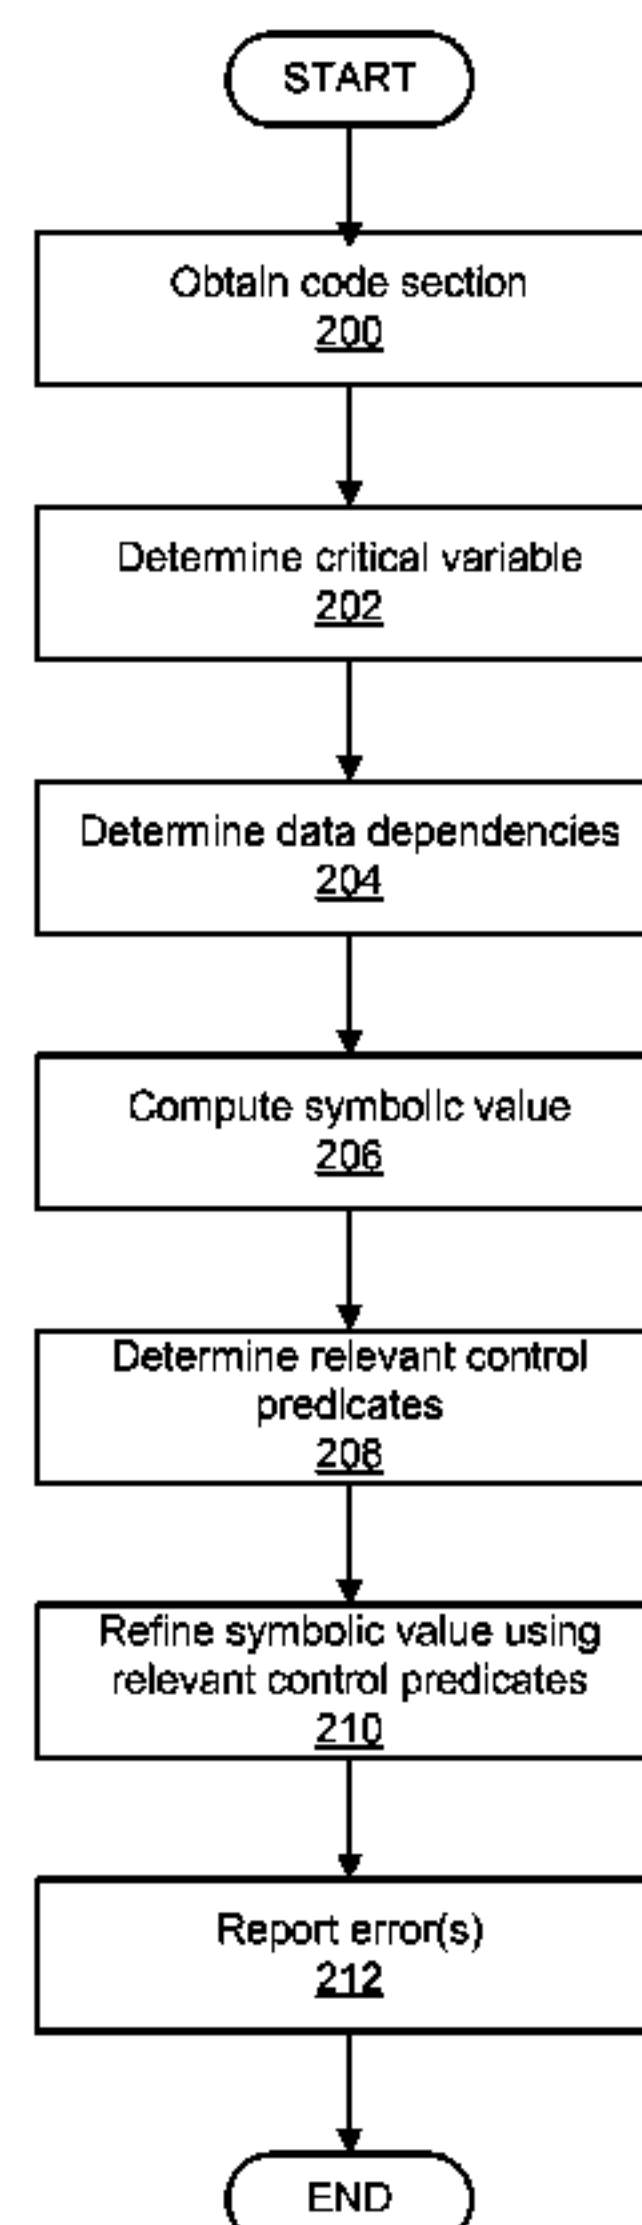 START
Obtain code section
200
Determine critical variable
202
Determine data dependencies
204
Compute symbolic value
206
Determine relevant control
predicates
208
Refine symbolic value using
relevant control predicates
210
Report error(s)
212
END